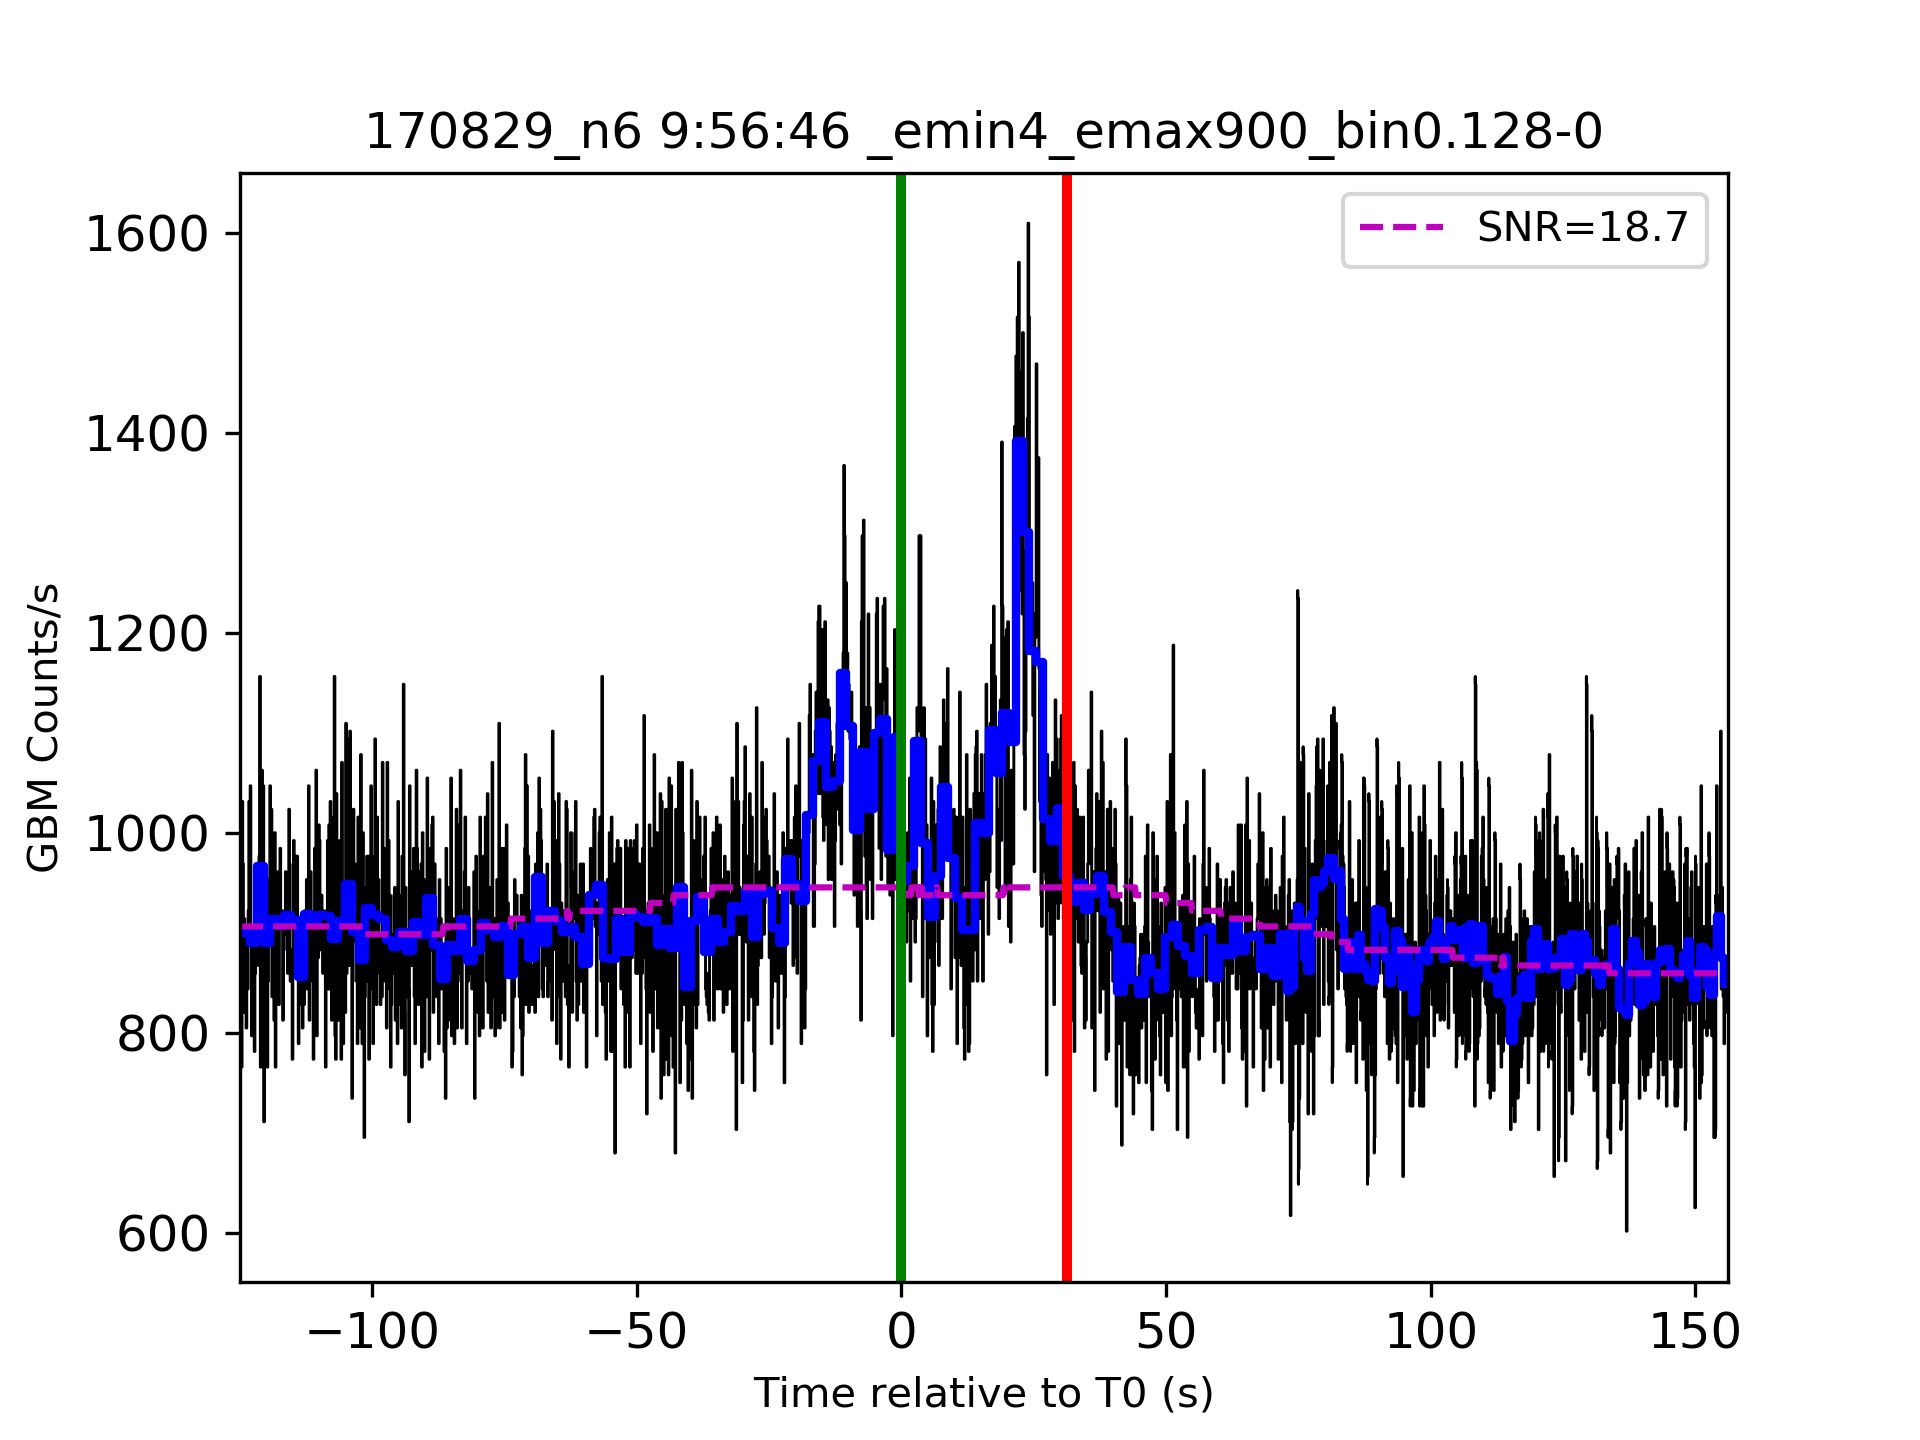 170829_n6 9:56:46 _emin4_emax900_bin0.128-0
SNR=18.7
1600
1400
1200
1000
800
600
GBM Counts/s
−100 −50 0 50 100 150
Time relative to T0 (s)